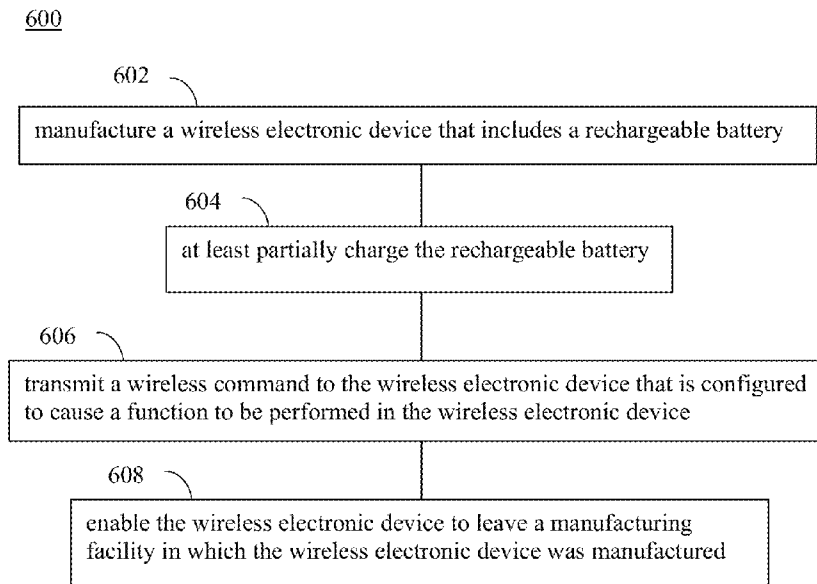 600
602
manufacture a wireless electronic device that includes a rechargeable battery
604
at least partially charge the rechargeable battery
606
transmit a wireless command to the wireless electronic device that is configured
to cause a function to be performed in the wireless electronic device
608
enable the wireless electronic device to leave a manufacturing
facility in which the wireless electronic device was manufactured